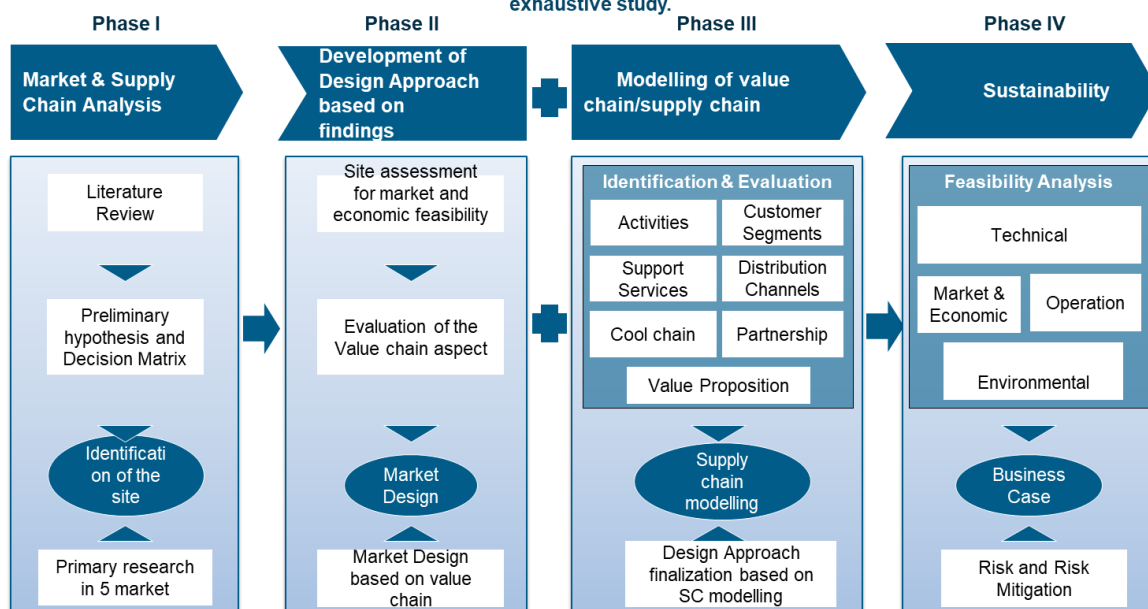 exhaustive study.
Phase I
Phase II
Phase III
Phase IV
Market & Supply
Chain Analysis
Development of
Design Approach
based on
findings
Modelling of value
chain/supply chain
Sustainability
Literature
Review
Preliminary
hypothesis and
Decision Matrix
Identificati
on of the
site
Primary research
in 5 market
Site assessment
for market and
economic feasibility
Evaluation of the
Value chain aspect
Market
Design
Market Design
based on value
chain
Identification & Evaluation
Activities
Customer
Segments
Support
Services
Distribution
Channels
Cool chain
Partnership
Value Proposition
Supply
chain
modelling
Design Approach
finalization based on
SC modelling
Feasibility Analysis
Technical
Market &
Economic
Operation
Environmental
Business
Case
Risk and Risk
Mitigation